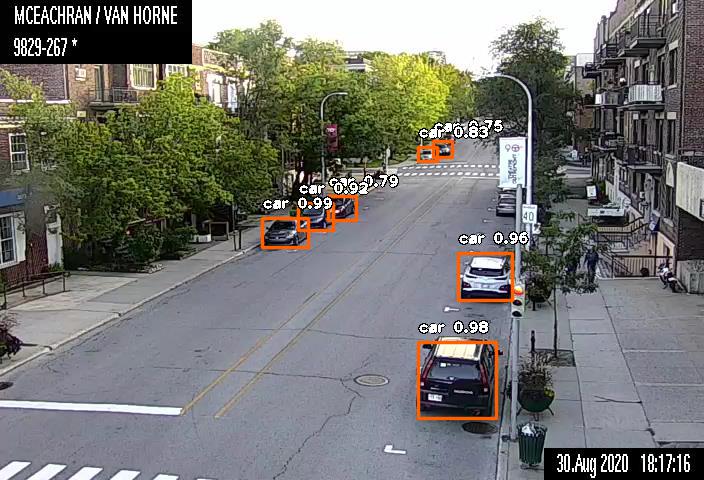 MCEACHRAN / VAN HORNE
9829-267 *
car 0.83
car 0.92
car 0.99
car 0.96
40
car 0.98
30.Aug 2020 18:17:16